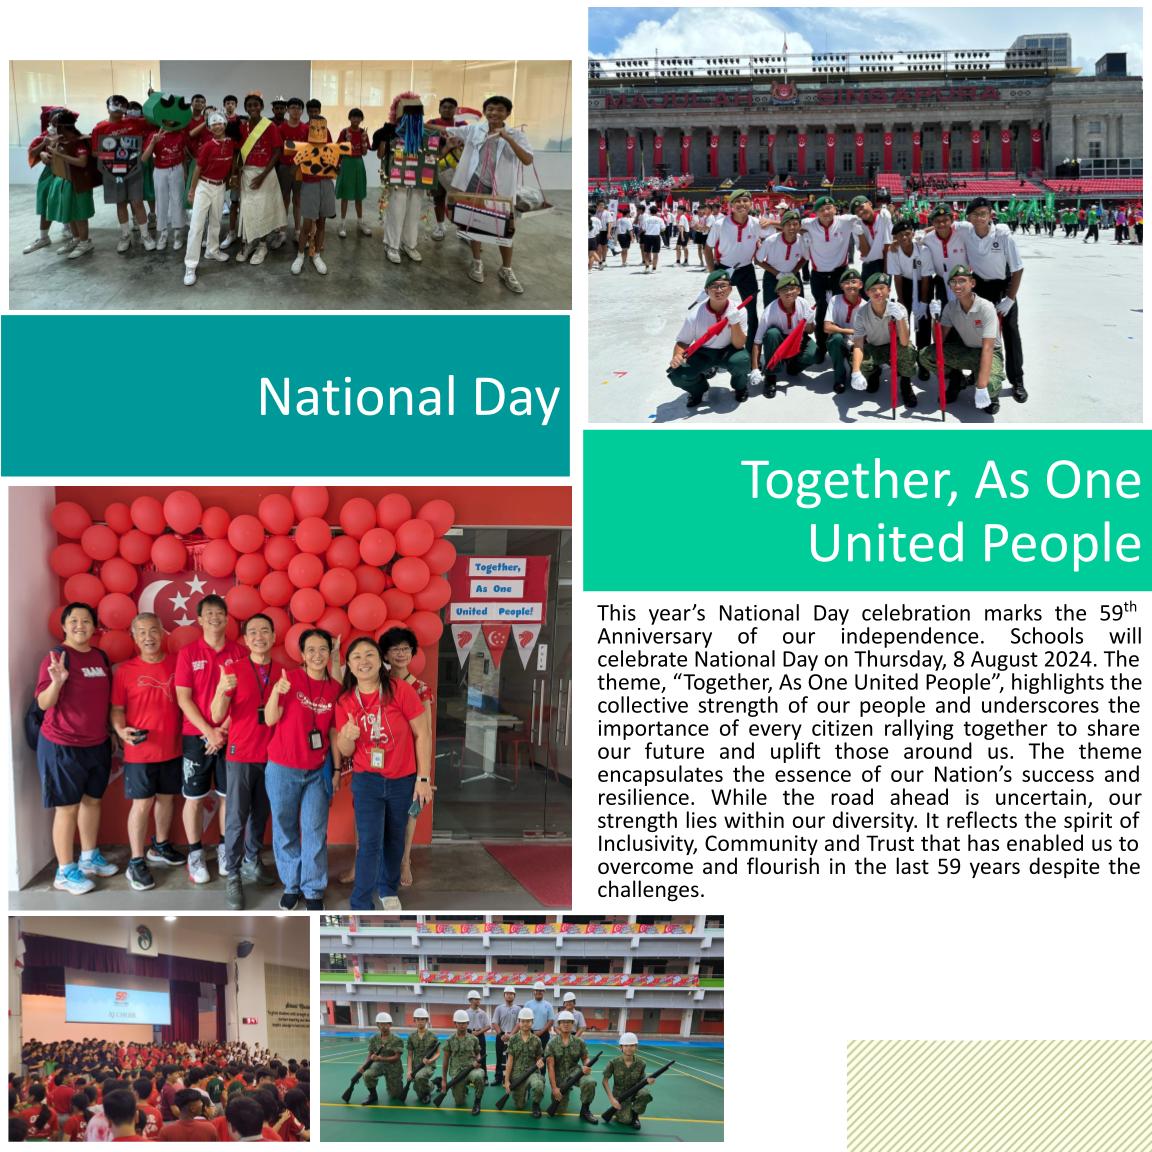 MAJULAH SINGAPURA
National Day
Together, As One
United People
Together,
As One
United People!
This year’s National Day celebration marks the 59th
Anniversary of our independence. Schools will
celebrate National Day on Thursday, 8 August 2024. The
theme, “Together, As One United People”, highlights the
collective strength of our people and underscores the
importance of every citizen rallying together to share
our future and uplift those around us. The theme
encapsulates the essence of our Nation’s success and
resilience. While the road ahead is uncertain, our
strength lies within our diversity. It reflects the spirit of
Inclusivity, Community and Trust that has enabled us to
overcome and flourish in the last 59 years despite the
challenges.